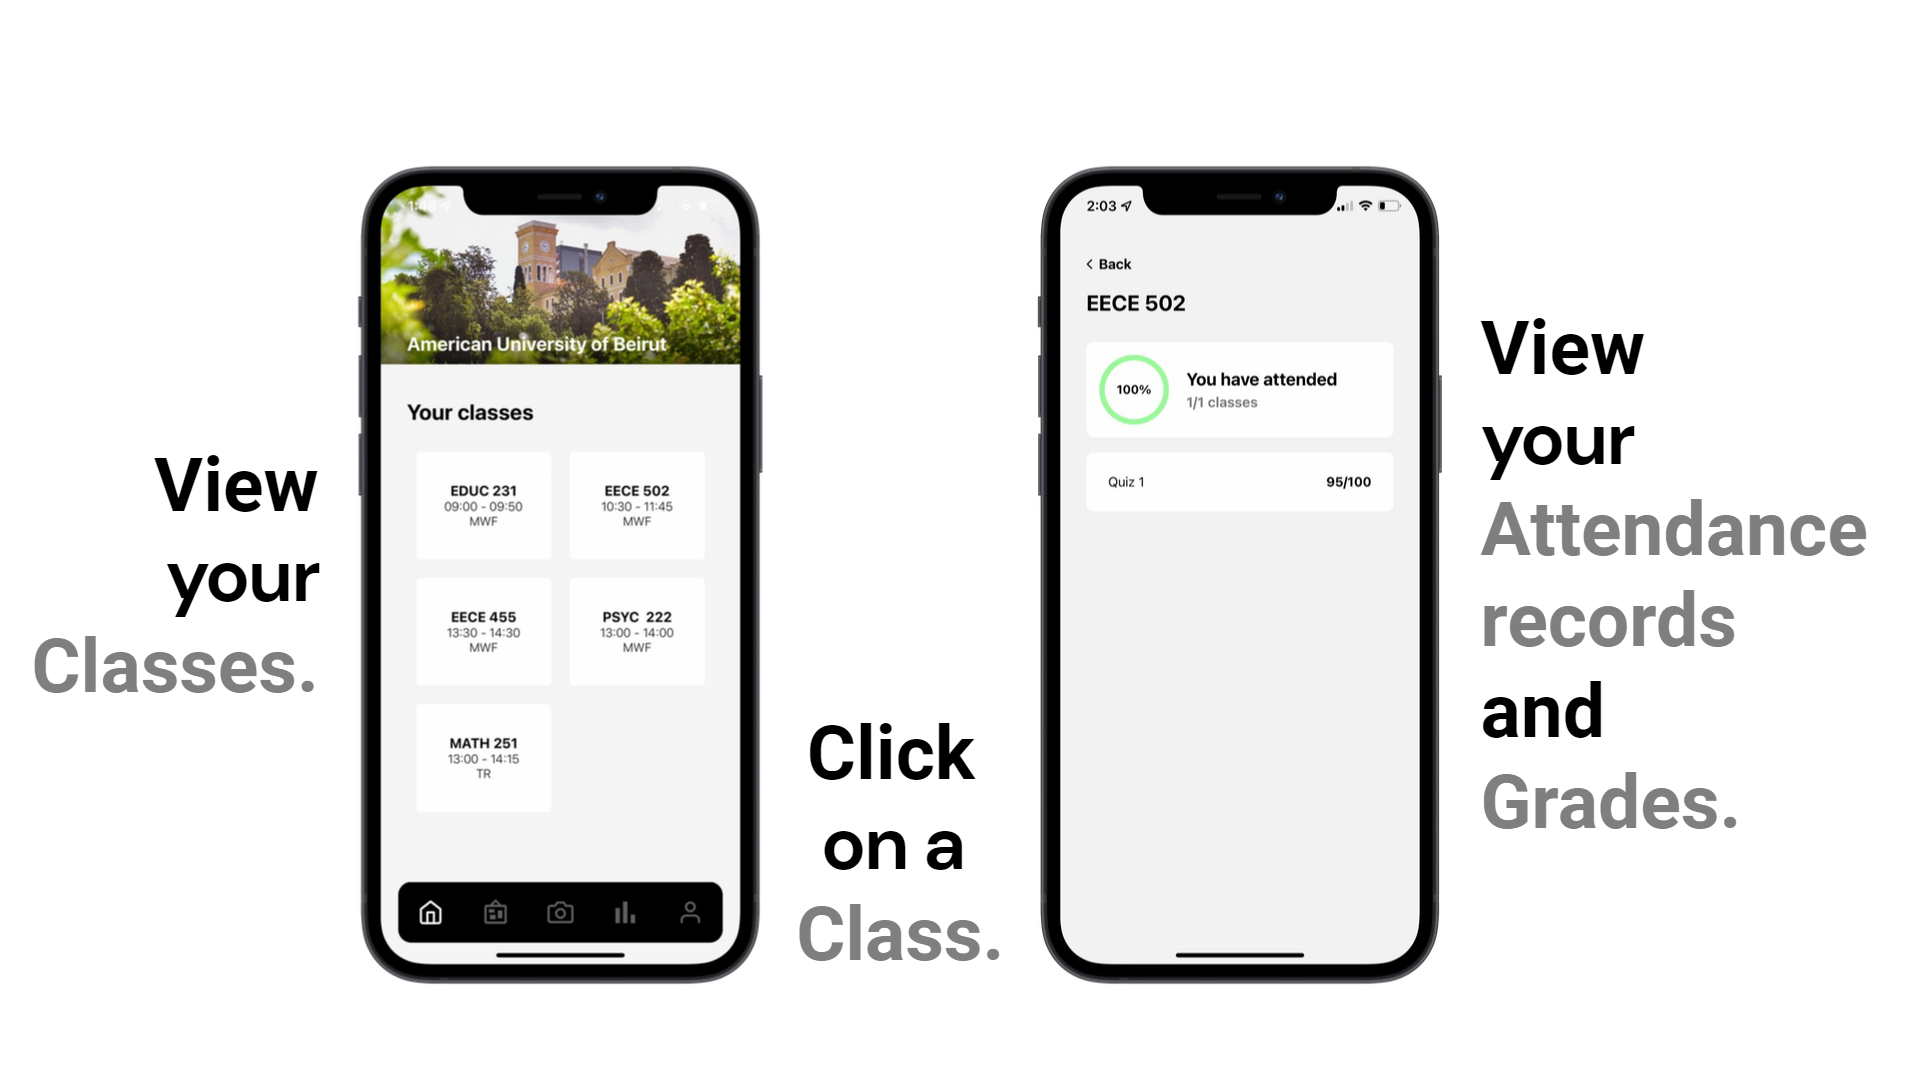 View
your
Classes.
American University of Beirut
Your classes
EDUC 231
09:00 - 09:50
MWF
EECE 502
10:30 - 11:45
MWF
EECE 455
13:30 - 14:30
MWF
PSYC 222
13:00 - 14:00
MWF
MATH 251
13:00 - 14:15
TR
Click
on a
Class.
2:03
Back
EECE 502
100%
You have attended
1/1 classes
Quiz 1
95/100
View
your
Attendance
records
and
Grades.